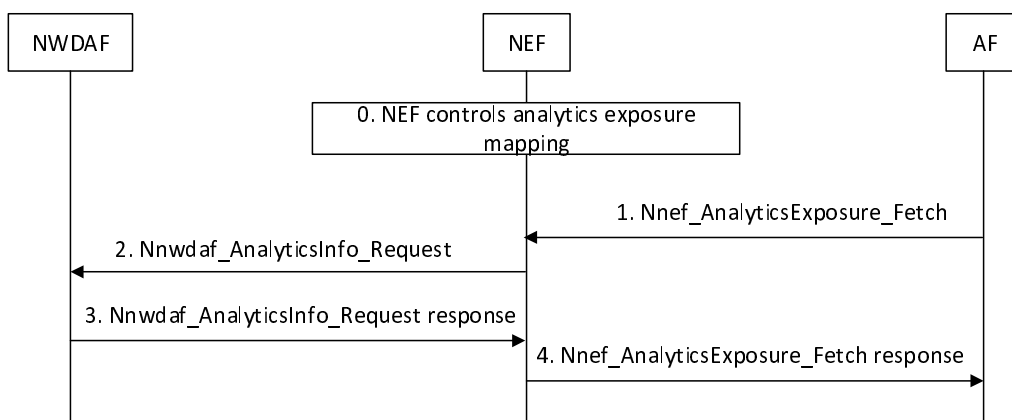 NWDAF
NEF
AF
0. NEF controls analytics exposure
mapping
1. Nnef_AnalyticsExposure_Fetch
2. Nnwdaf_AnalyticsInfo_Request
3. Nnwdaf_AnalyticsInfo_Request response
4. Nnef_AnalyticsExposure_Fetch response